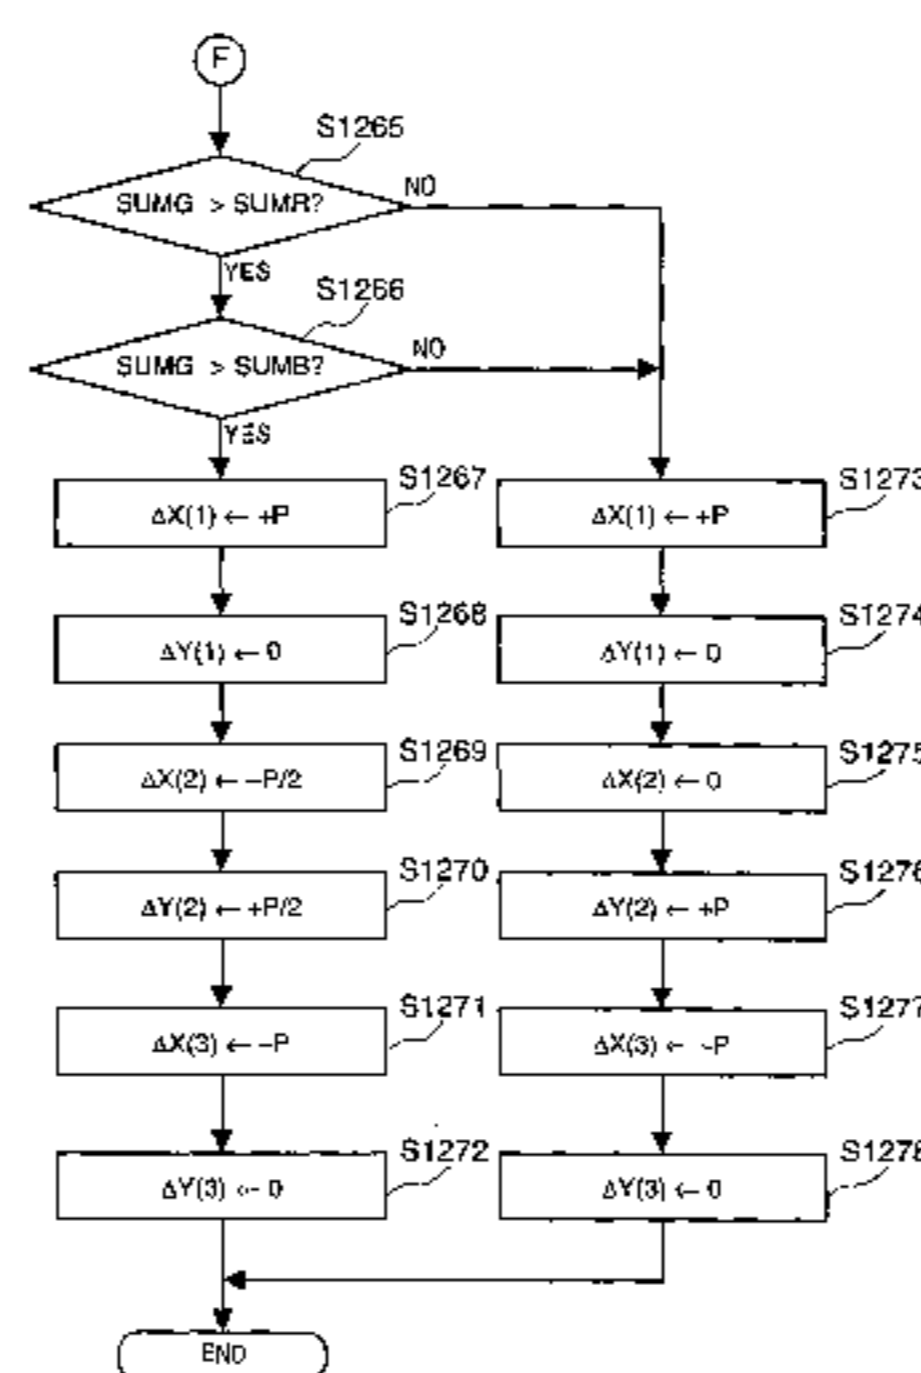 F
S1265
SUMG > SUMR?
NO
YES
S1266
SUMG > SUMB?
NO
YES
S1267
ΔX(1) ← +P
S1273
ΔX(1) ← +P
S1268
ΔY(1) ← 0
S1274
ΔY(1) ← 0
S1269
ΔX(2) ← −P/2
S1275
ΔX(2) ← 0
S1270
ΔY(2) ← +P/2
S1276
ΔY(2) ← +P
S1271
ΔX(3) ← −P
S1277
ΔX(3) ← -P
S1272
ΔY(3) ← 0
S1278
ΔY(3) ← 0
END